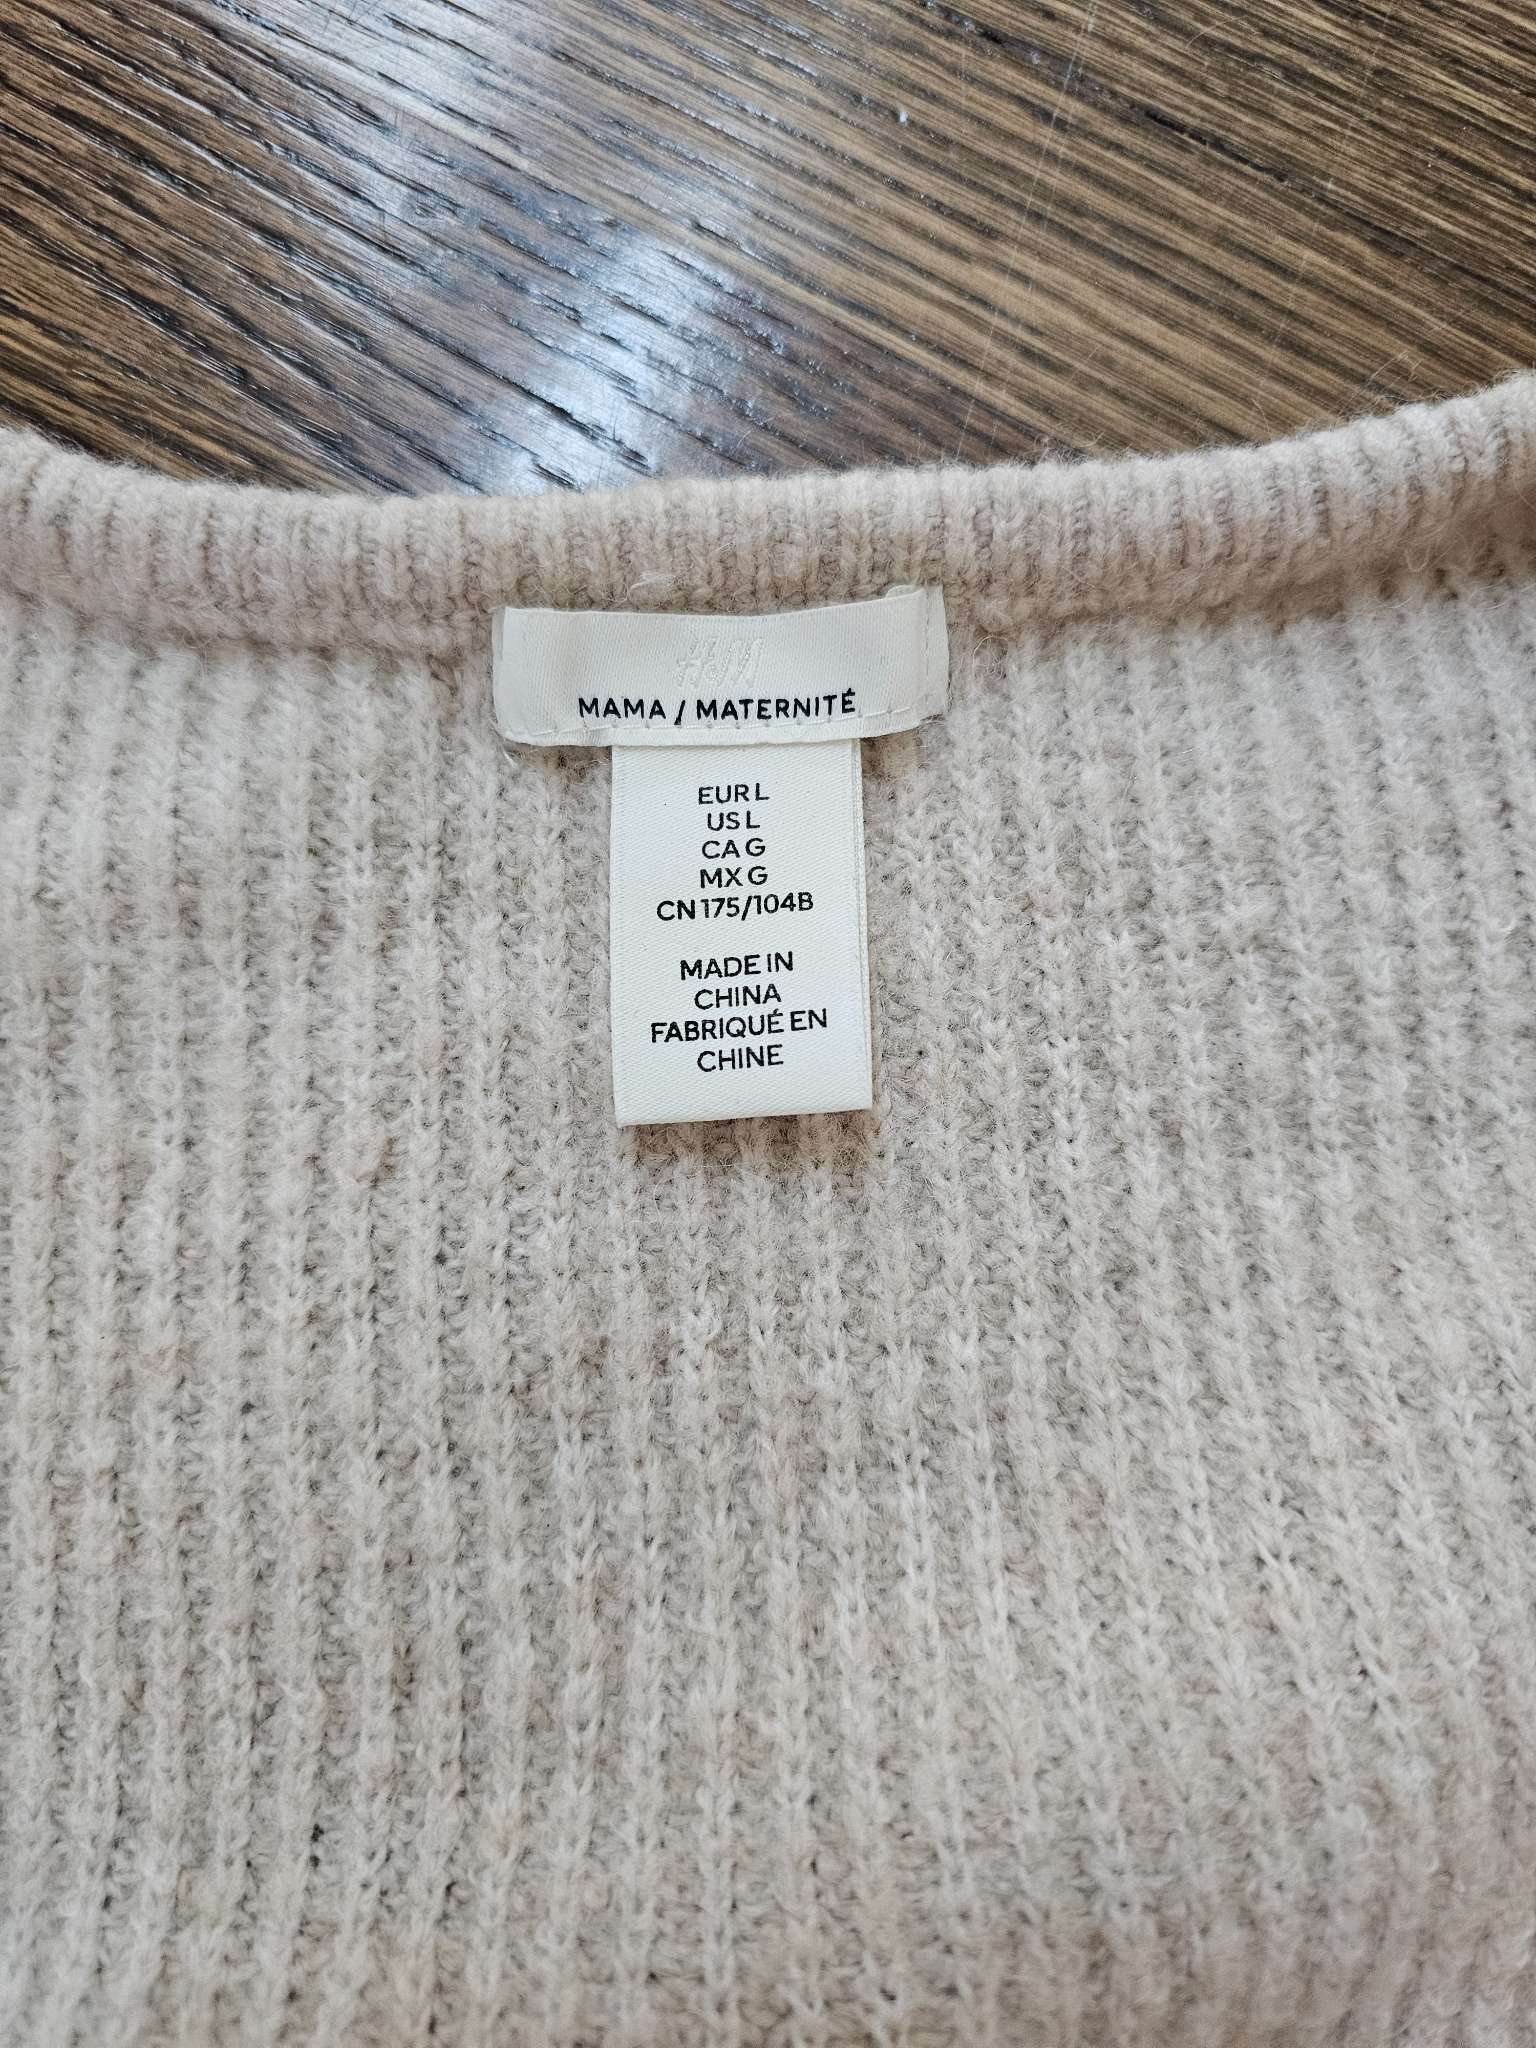 H&M
MAMA / MATERNITÉ
EUR L
US L
CA G
MX G
CN 175/104B
MADE IN
CHINA
FABRIQUÉ EN
CHINE